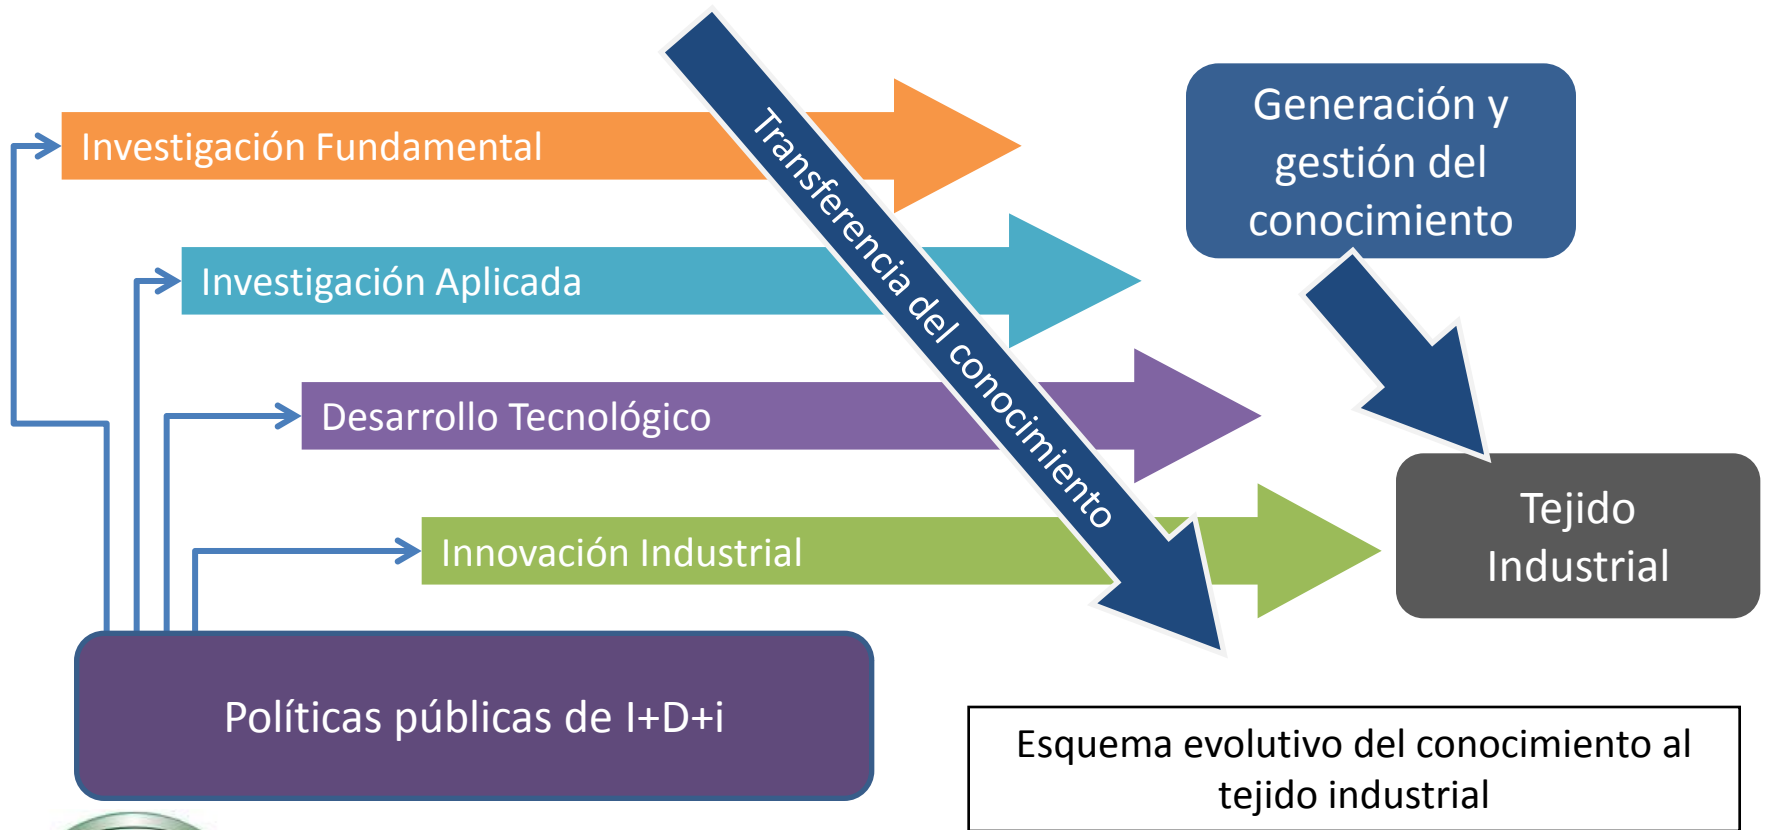 Investigación Fundamental
Investigación Aplicada
Desarrollo Tecnológico
Innovación Industrial
Transferencia del conocimiento
Generación y
gestión del
conocimiento
Tejido
Industrial
Políticas públicas de I+D+i
Esquema evolutivo del conocimiento al
tejido industrial